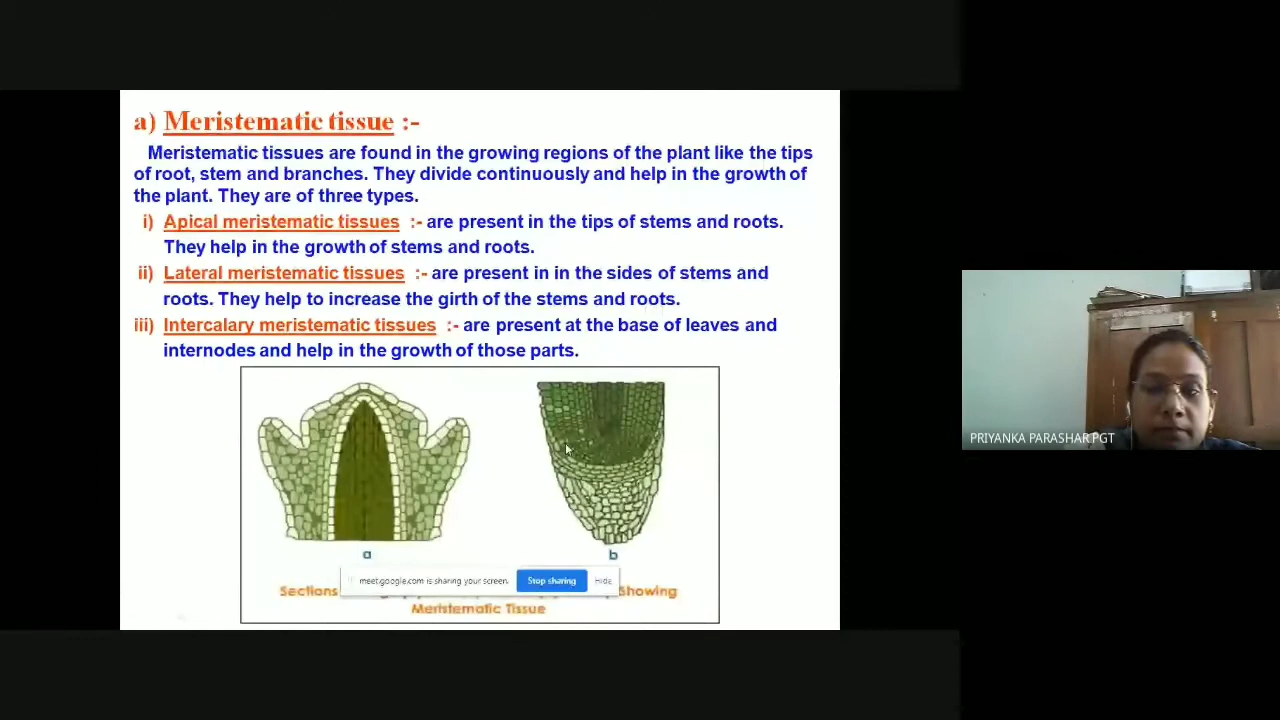 a) Meristematic tissue :-
Meristematic tissues are found in the growing regions of the plant like the tips
of root, stem and branches. They divide continuously and help in the growth of
the plant. They are of three types.
i) Apical meristematic tissues :- are present in the tips of stems and roots.
They help in the growth of stems and roots.
ii) Lateral meristematic tissues :- are present in in the sides of stems and
roots. They help to increase the girth of the stems and roots.
iii) Intercalary meristematic tissues :- are present at the base of leaves and
internodes and help in the growth of those parts.
a b
meet.google.com is sharing your screen. Stop sharing Hide
Sections Showing
Meristematic Tissue
PRIYANKA PARASHAR PGT